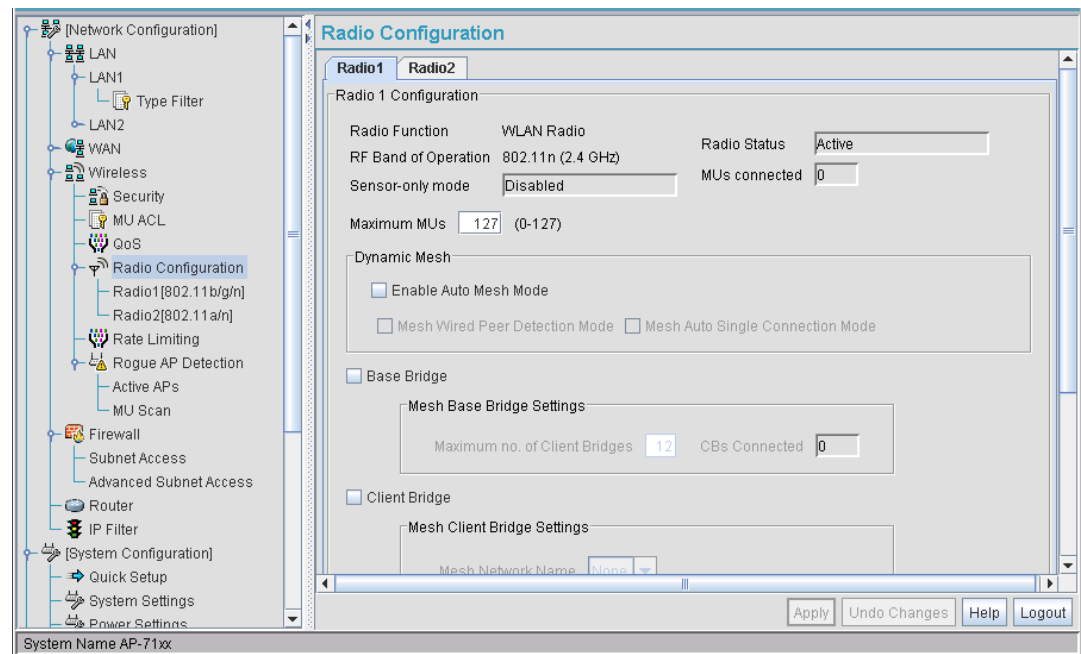 [Network Configuration]
LAN
LAN1
Type Filter
LAN2
WAN
Wireless
Security
MU ACL
QoS
Radio Configuration
Radio1[802.11b/g/n]
Radio2[802.11a/n]
Rate Limiting
Rogue AP Detection
Active APs
MU Scan
Firewall
Subnet Access
Advanced Subnet Access
Router
IP Filter
[System Configuration]
Quick Setup
System Settings
Power Settings
Radio Configuration
Radio1 Radio2
Radio 1 Configuration
Radio Function WLAN Radio
Radio Status Active
RF Band of Operation 802.11n (2.4 GHz)
MUs connected 0
Sensor-only mode Disabled
Maximum MUs 127 (0-127)
Dynamic Mesh
Enable Auto Mesh Mode
Mesh Wired Peer Detection Mode Mesh Auto Single Connection Mode
Base Bridge
Mesh Base Bridge Settings
Maximum no. of Client Bridges 12 CBs Connected 0
Client Bridge
Mesh Client Bridge Settings
Mesh Network Name None
Apply Undo Changes Help Logout
System Name AP-71xx